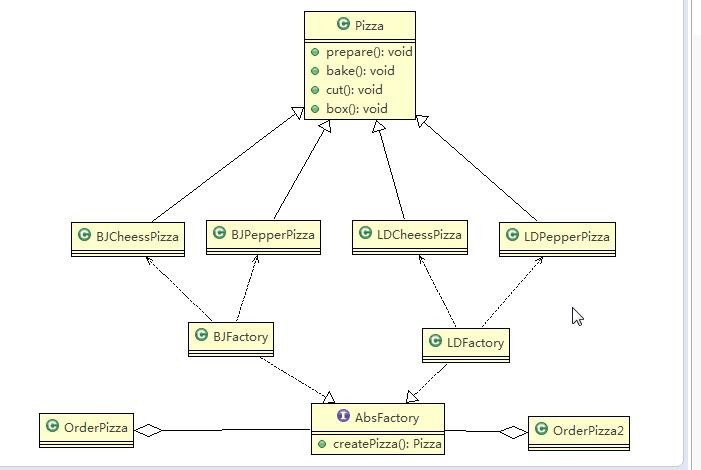 C Pizza
prepare(): void
bake(): void
cut(): void
box(): void
C BJCheessPizza
C BJPepperPizza
C LDCheessPizza
C LDPepperPizza
C BJFactory
C LDFactory
C OrderPizza
I AbsFactory
createPizza(): Pizza
C OrderPizza2